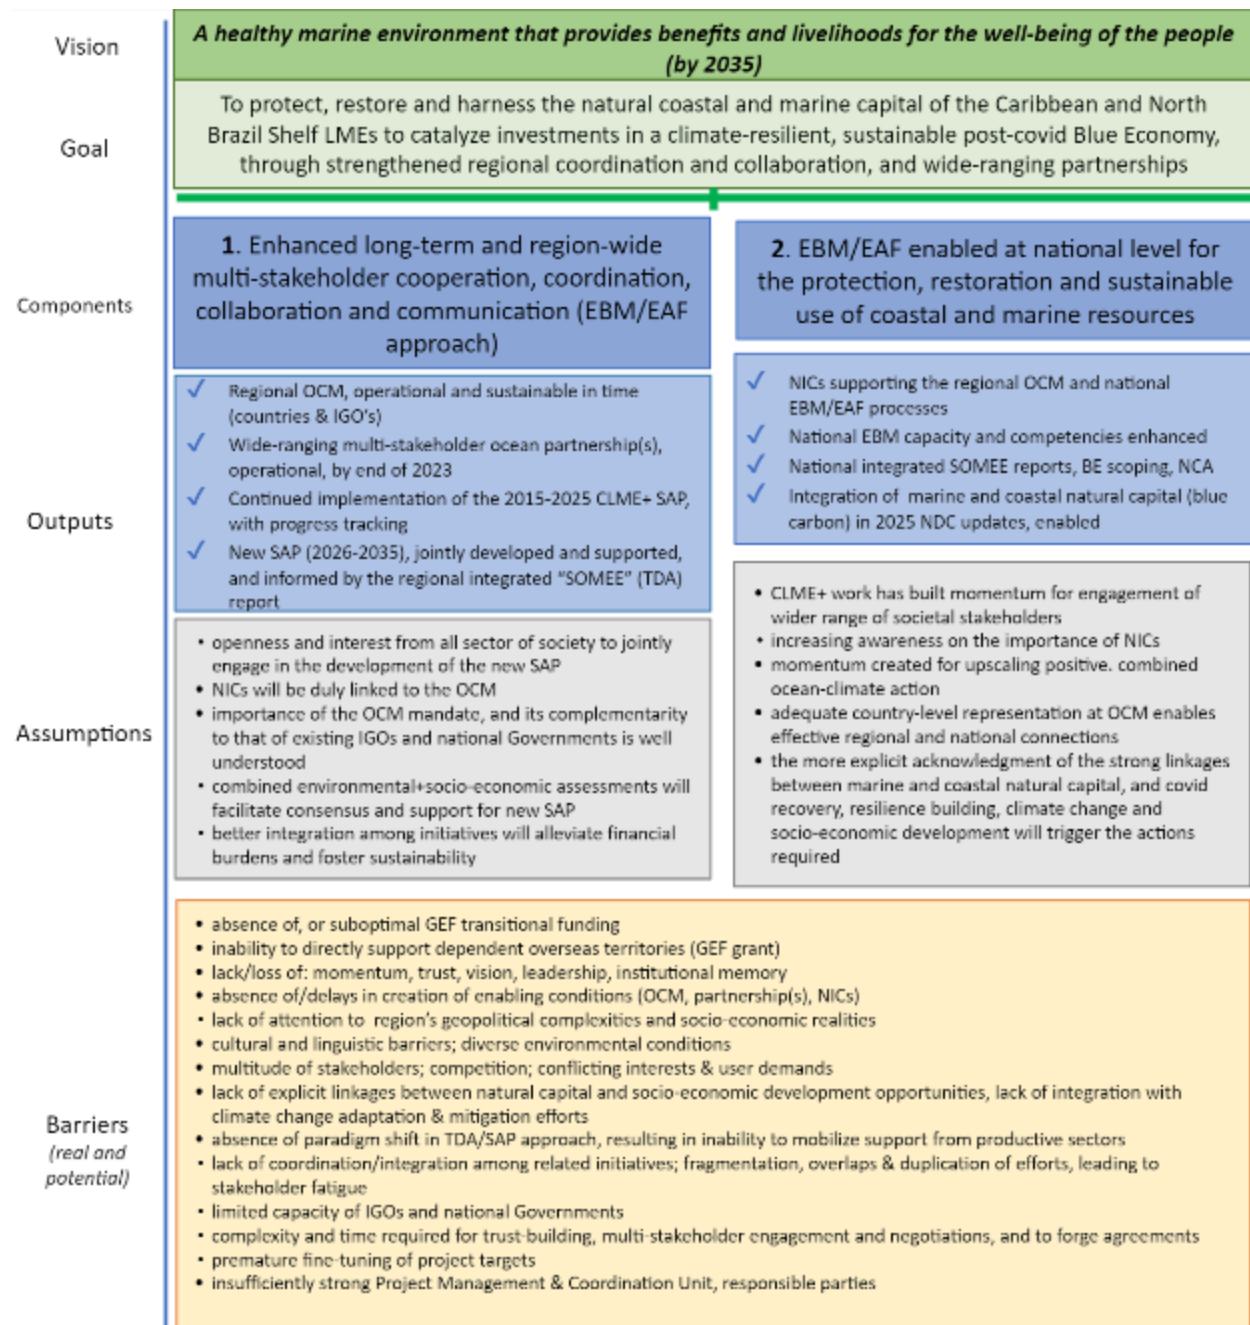 Vision
A healthy marine environment that provides benefits and livelihoods for the well-being of the people
(by 2035)
Goal
To protect, restore and harness the natural coastal and marine capital of the Caribbean and North
Brazil Shelf LMEs to catalyze investments in a climate-resilient, sustainable post-covid Blue Economy,
through strengthened regional coordination and collaboration, and wide-ranging partnerships
Components
1. Enhanced long-term and region-wide
multi-stakeholder cooperation, coordination,
collaboration and communication (EBM/EAF
approach)
2. EBM/EAF enabled at national level for
the protection, restoration and sustainable
use of coastal and marine resources
Outputs
✓ Regional OCM, operational and sustainable in time
(countries & IGO's)
✓ Wide-ranging multi-stakeholder ocean partnership(s),
operational, by end of 2023
✓ Continued implementation of the 2015-2025 CLME+ SAP,
with progress tracking
✓ New SAP (2026-2035), jointly developed and supported,
and informed by the regional integrated "SOMEE" (TDA)
report
✓ NICs supporting the regional OCM and national
EBM/EAF processes
✓ National EBM capacity and competencies enhanced
✓ National integrated SOMEE reports, BE scoping, NCA
✓ Integration of marine and coastal natural capital (blue
carbon) in 2025 NDC updates, enabled
Assumptions
• openness and interest from all sector of society to jointly
engage in the development of the new SAP
• NICs will be duly linked to the OCM
• importance of the OCM mandate, and its complementarity
to that of existing IGOs and national Governments is well
understood
• combined environmental+socio-economic assessments will
facilitate consensus and support for new SAP
• better integration among initiatives will alleviate financial
burdens and foster sustainability
• CLME+ work has built momentum for engagement of
wider range of societal stakeholders
• increasing awareness on the importance of NICs
• momentum created for upscaling positive. combined
ocean-climate action
• adequate country-level representation at OCM enables
effective regional and national connections
• the more explicit acknowledgment of the strong linkages
between marine and coastal natural capital, and covid
recovery, resilience building, climate change and
socio-economic development will trigger the actions
required
Barriers
(real and
potential)
• absence of, or suboptimal GEF transitional funding
• inability to directly support dependent overseas territories (GEF grant)
• lack/loss of: momentum, trust, vision, leadership, institutional memory
• absence of/delays in creation of enabling conditions (OCM, partnership(s), NICs)
• lack of attention to region's geopolitical complexities and socio-economic realities
• cultural and linguistic barriers; diverse environmental conditions
• multitude of stakeholders; competition; conflicting interests & user demands
• lack of explicit linkages between natural capital and socio-economic development opportunities, lack of integration with
climate change adaptation & mitigation efforts
• absence of paradigm shift in TDA/SAP approach, resulting in inability to mobilize support from productive sectors
• lack of coordination/integration among related initiatives; fragmentation, overlaps & duplication of efforts, leading to
stakeholder fatigue
• limited capacity of IGOs and national Governments
• complexity and time required for trust-building, multi-stakeholder engagement and negotiations, and to forge agreements
• premature fine-tuning of project targets
• insufficiently strong Project Management & Coordination Unit, responsible parties